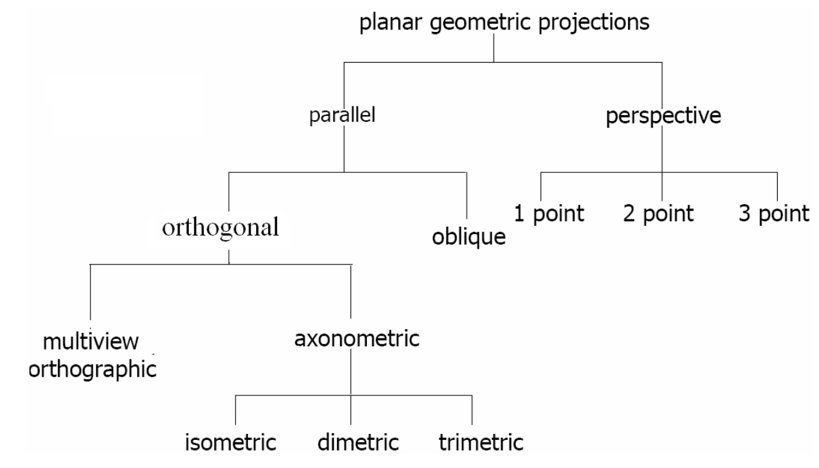 planar geometric projections
parallel
perspective
orthogonal
oblique
1 point
2 point
3 point
multiview
orthographic
axonometric
isometric
dimetric
trimetric